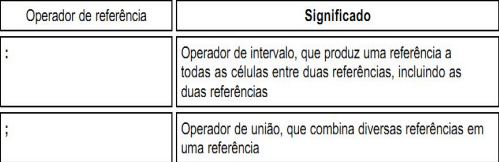 Operador de referência Significado
: Operador de intervalo, que produz uma referência a
todas as células entre duas referências, incluindo as
duas referências
; Operador de união, que combina diversas referências em
uma referência